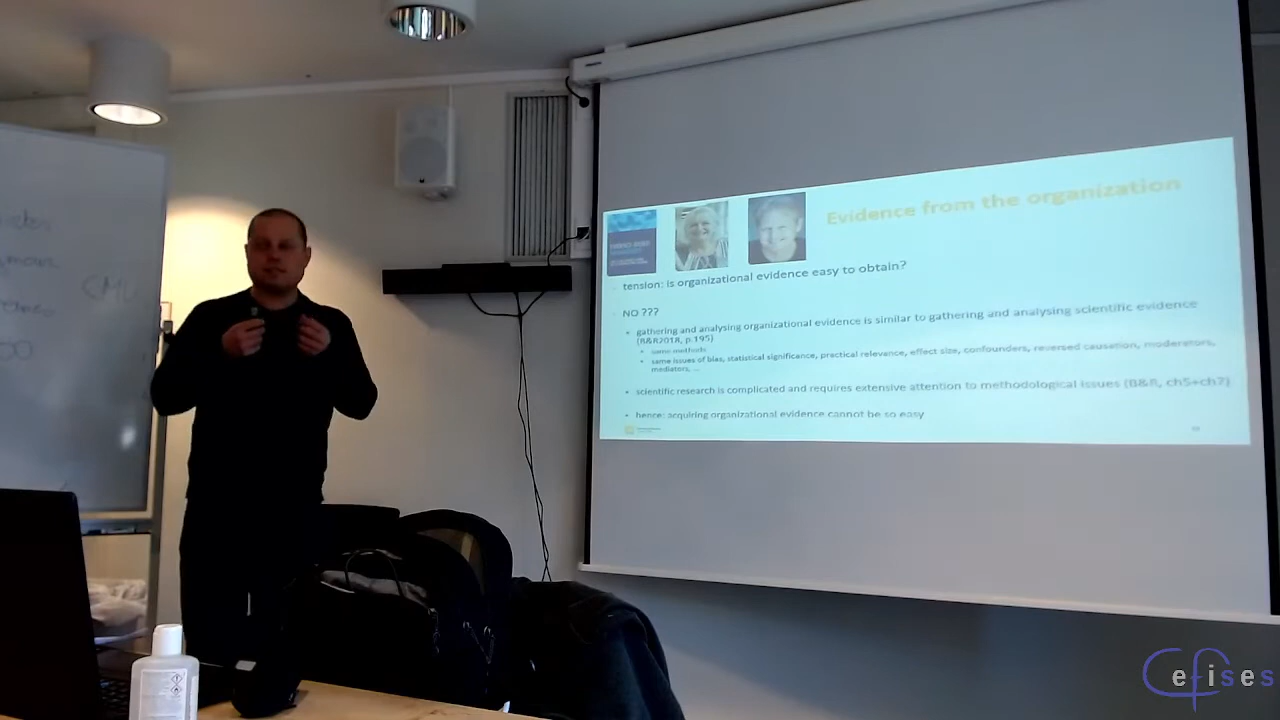 Evidence from the organization
tension: is organizational evidence easy to obtain?
NO ???
gathering and analysing organizational evidence is similar to gathering and analysing scientific evidence
(B&R2018, p.195)
same methods
same issues of bias, statistical significance, practical relevance, effect size, confounders, reversed causation, moderators,
mediators, ...
scientific research is complicated and requires extensive attention to methodological issues (B&R, ch5+ch7)
hence: acquiring organizational evidence cannot be so easy
Cefises